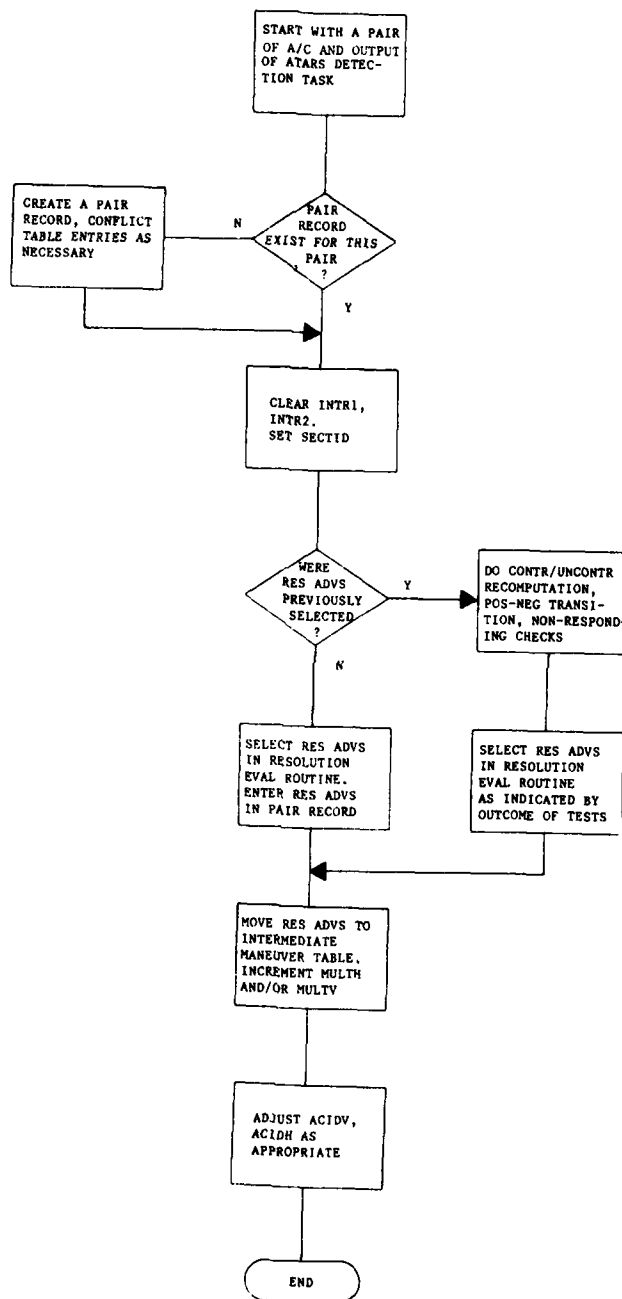 START WITH A PAIR
OF A/C AND OUTPUT
OF ATARS DETEC-
TION TASK
PAIR
RECORD
EXIST FOR THIS
PAIR
?
N
CREATE A PAIR
RECORD, CONFLICT
TABLE ENTRIES AS
NECESSARY
Y
CLEAR INTR1,
INTR2.
SET SECTID
WERE
RES ADVS
PREVIOUSLY
SELECTED
?
Y
DO CONTR/UNCONTR
RECOMPUTATION,
POS-NEG TRANSI-
TION, NON-RESPOND-
ING CHECKS
N
SELECT RES ADVS
IN RESOLUTION
EVAL ROUTINE.
ENTER RES ADVS
IN PAIR RECORD
SELECT RES ADVS
IN RESOLUTION
EVAL ROUTINE
AS INDICATED BY
OUTCOME OF TESTS
MOVE RES ADVS TO
INTERMEDIATE
MANEUVER TABLE.
INCREMENT MULTH
AND/OR MULTV
ADJUST ACIDV,
ACIDH AS
APPROPRIATE
END